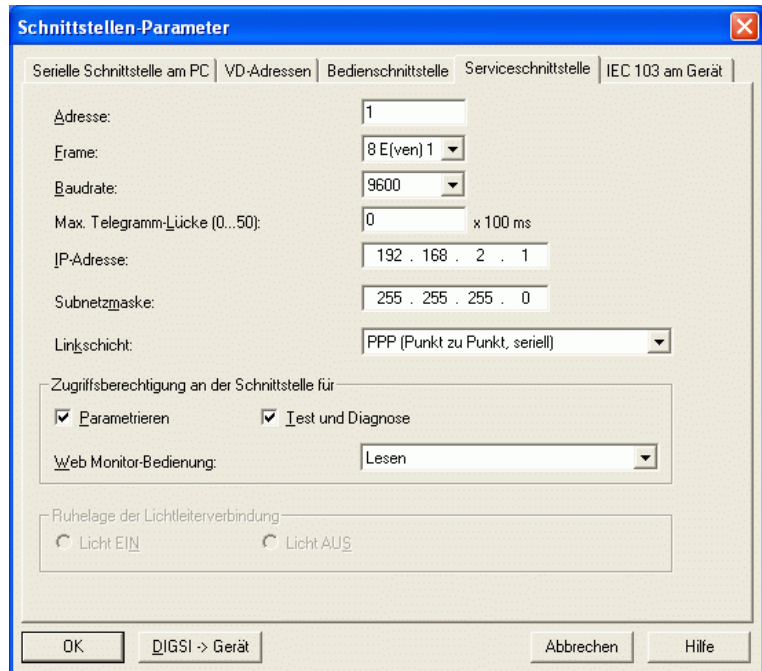 Schnittstellen-Parameter
Serielle Schnittstelle am PC VD-Adressen Bedienschnittstelle Serviceschnittstelle IEC 103 am Gerät
Adresse: 1
Frame: 8 E(ven) 1
Baudrate: 9600
Max. Telegramm-Lücke (0...50): 0 x 100 ms
IP-Adresse: 192 . 168 . 2 . 1
Subnetzmaske: 255 . 255 . 255 . 0
Linkschicht: PPP (Punkt zu Punkt, seriell)
Zugriffsberechtigung an der Schnittstelle für
Parametrieren Test und Diagnose
Web Monitor-Bedienung: Lesen
Ruhelage der Lichtleiterverbindung
Licht EIN Licht AUS
OK DIGSI -> Gerät Abbrechen Hilfe